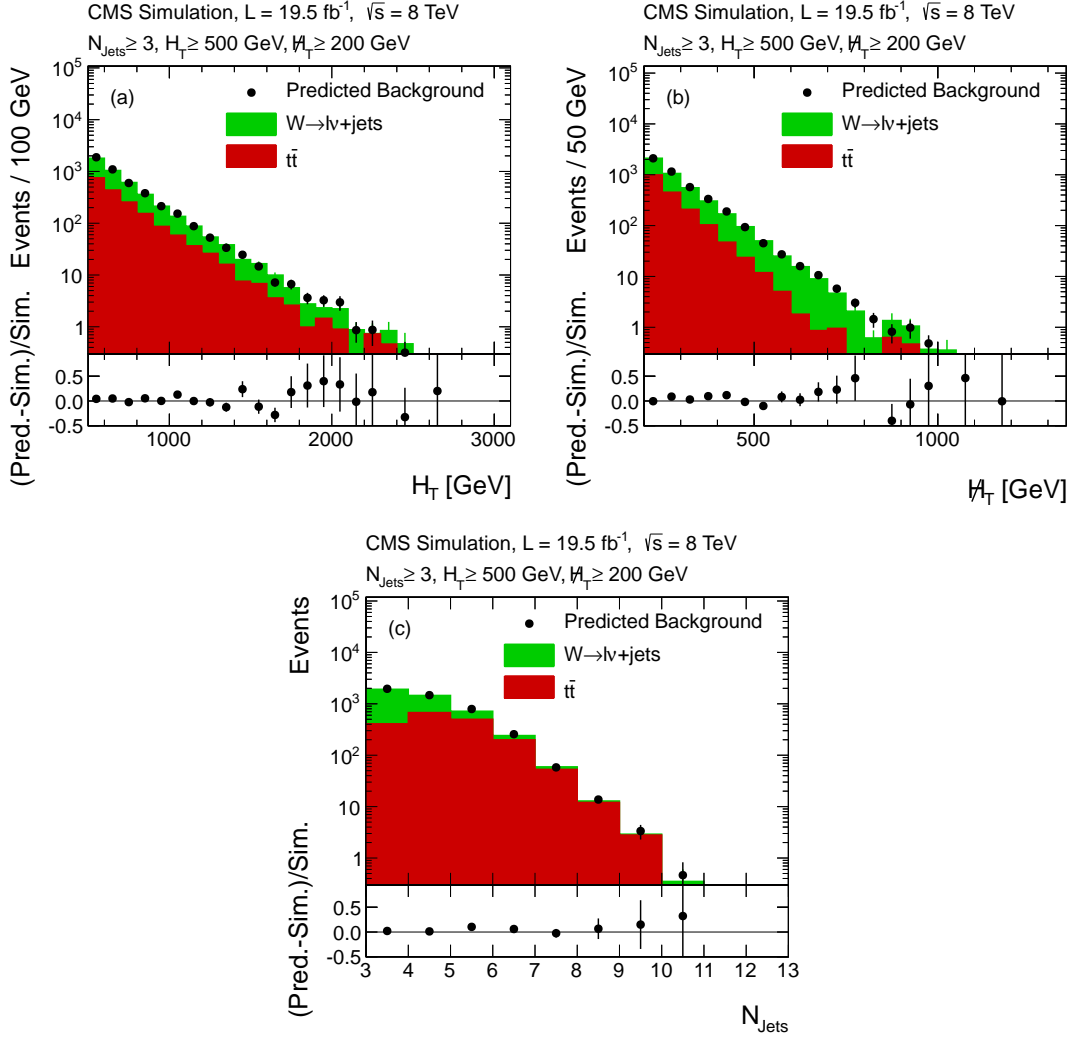 CMS Simulation, L = 19.5 fb⁻¹, √s = 8 TeV
N_Jets ≥ 3, H_T ≥ 500 GeV, H̸_T ≥ 200 GeV
(a)
Predicted Background
W→lν+jets
tt̄
Events / 100 GeV
10⁵
10⁴
10³
10²
10
1
(Pred.-Sim.)/Sim.
0.5
0.0
-0.5
1000 2000 3000
H_T [GeV]
CMS Simulation, L = 19.5 fb⁻¹, √s = 8 TeV
N_Jets ≥ 3, H_T ≥ 500 GeV, H̸_T ≥ 200 GeV
(b)
Predicted Background
W→lν+jets
tt̄
Events / 50 GeV
10⁵
10⁴
10³
10²
10
1
(Pred.-Sim.)/Sim.
0.5
0.0
-0.5
500 1000
H̸_T [GeV]
CMS Simulation, L = 19.5 fb⁻¹, √s = 8 TeV
N_Jets ≥ 3, H_T ≥ 500 GeV, H̸_T ≥ 200 GeV
(c)
Predicted Background
W→lν+jets
tt̄
Events
10⁵
10⁴
10³
10²
10
1
(Pred.-Sim.)/Sim.
0.5
0.0
-0.5
3 4 5 6 7 8 9 10 11 12 13
N_Jets